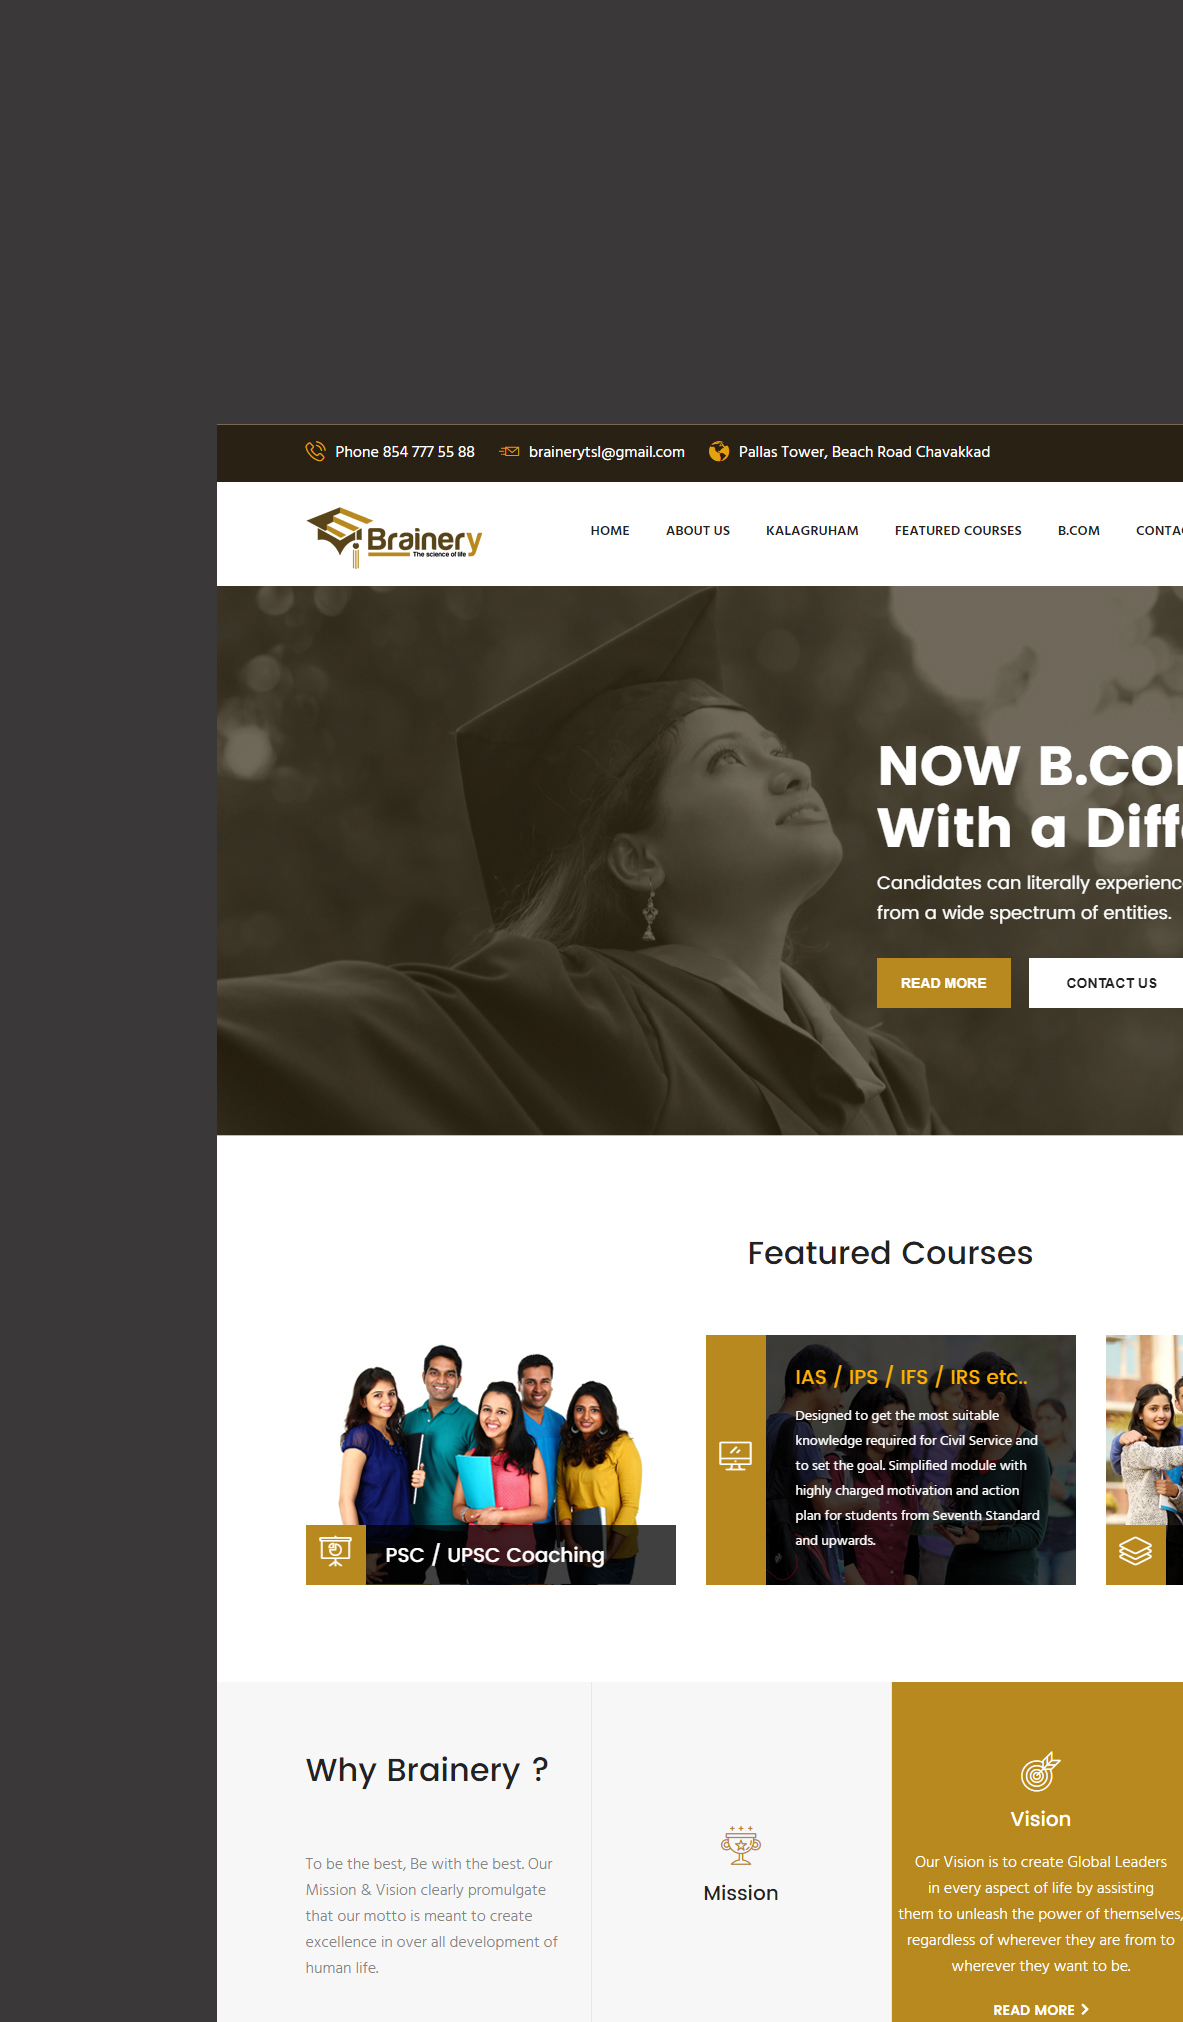 Phone 854 777 55 88
brainerytsl@gmail.com
Pallas Tower, Beach Road Chavakkad
Brainery
The science of life
HOME
ABOUT US
KALAGRUHAM
FEATURED COURSES
B.COM
CONTA
NOW B.CO
With a Diff
Candidates can literally experienc
from a wide spectrum of entities.
READ MORE
CONTACT US
Featured Courses
PSC / UPSC Coaching
IAS / IPS / IFS / IRS etc..
Designed to get the most suitable
knowledge required for Civil Service and
to set the goal. Simplified module with
highly charged motivation and action
plan for students from Seventh Standard
and upwards.
Why Brainery ?
To be the best, Be with the best. Our
Mission & Vision clearly promulgate
that our motto is meant to create
excellence in over all development of
human life.
Mission
Vision
Our Vision is to create Global Leaders
in every aspect of life by assisting
them to unleash the power of themselves,
regardless of wherever they are from to
wherever they want to be.
READ MORE